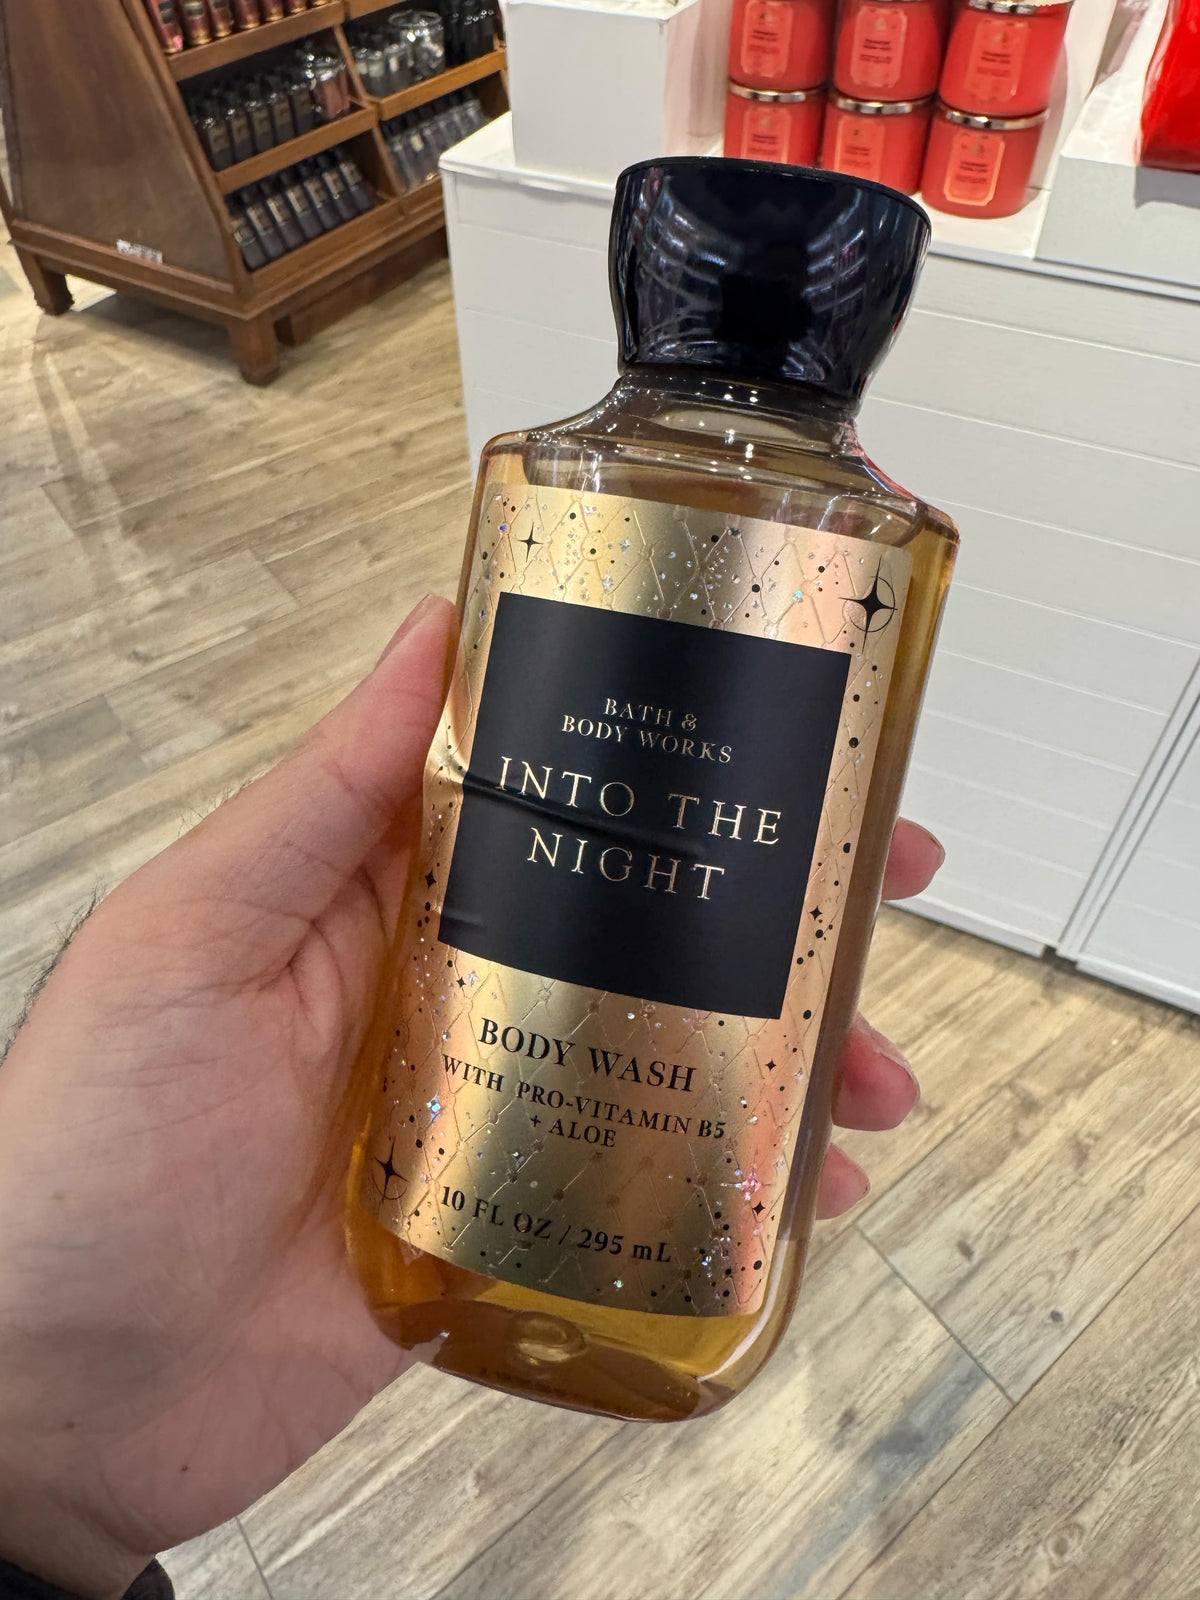 BATH &
BODY WORKS
INTO THE
NIGHT
BODY WASH
WITH PRO-VITAMIN B5
+ ALOE
10 FL OZ / 295 mL